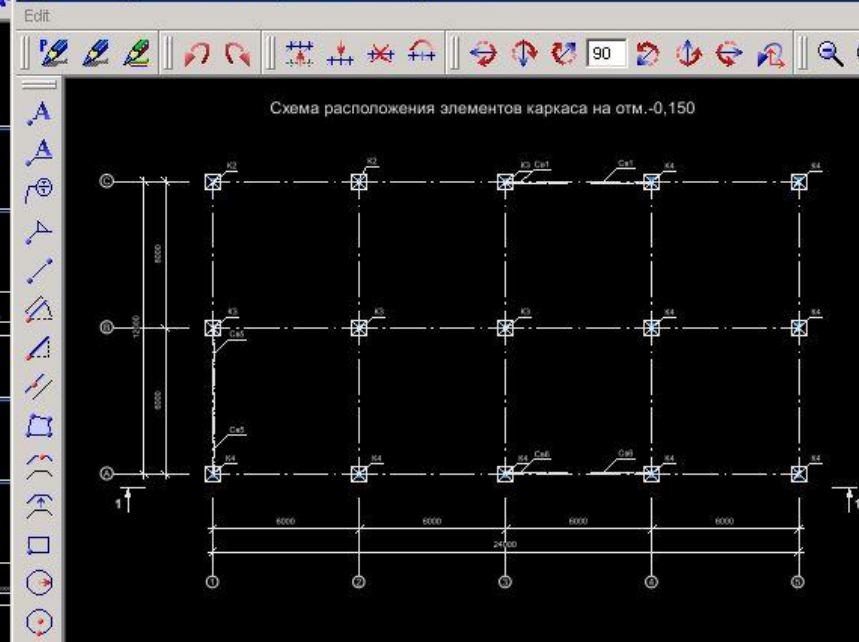 Edit
P 90
A
A
Схема расположения элементов каркаса на отм.-0,150
К2 К2 К3 Св1 Св1 К4 К4
C
6000
12000
B К3 К3 К3 К4 К4
Св5
6000
Св5
A К4 К4 К4 Св6 Св6 К4 К4
1 1
6000 6000 6000 6000
24000
1 2 3 4 5